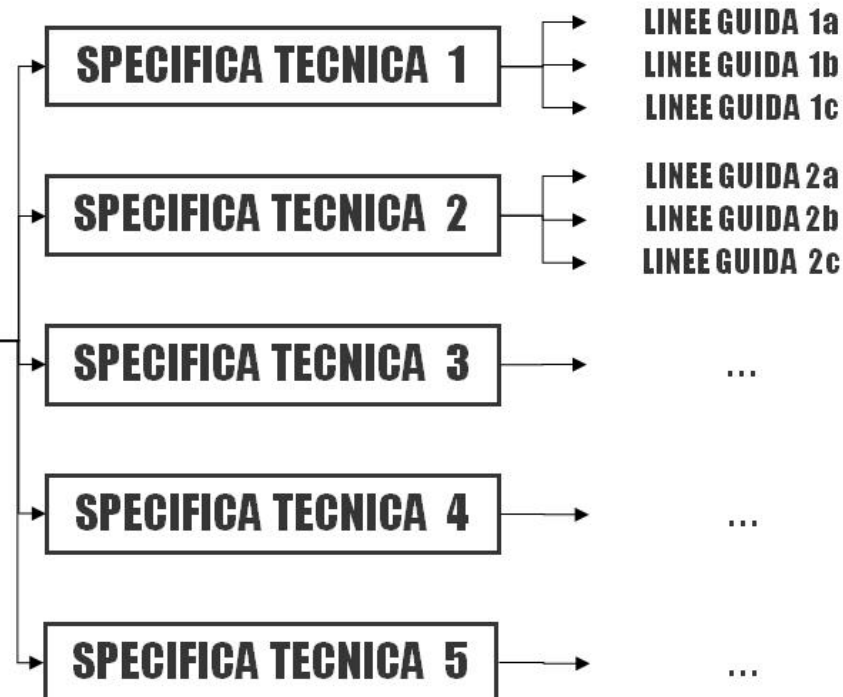 LINEE GUIDA 1a
SPECIFICA TECNICA 1
LINEE GUIDA 1b
LINEE GUIDA 1c
LINEE GUIDA 2a
SPECIFICA TECNICA 2
LINEE GUIDA 2b
LINEE GUIDA 2c
SPECIFICA TECNICA 3
...
SPECIFICA TECNICA 4
...
SPECIFICA TECNICA 5
...